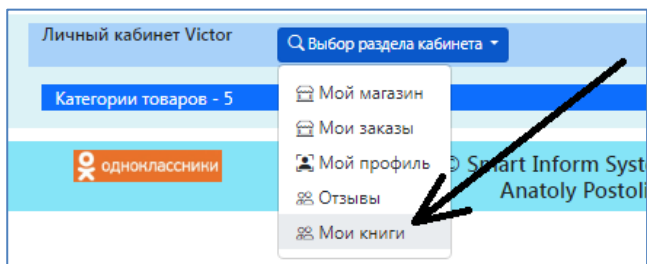 Личный кабинет Victor
Выбор раздела кабинета
Категории товаров - 5
Мой магазин
Мои заказы
Мой профиль
Отзывы
Мои книги
одноклассники
© Smart Inform Syst
Anatoly Postoli